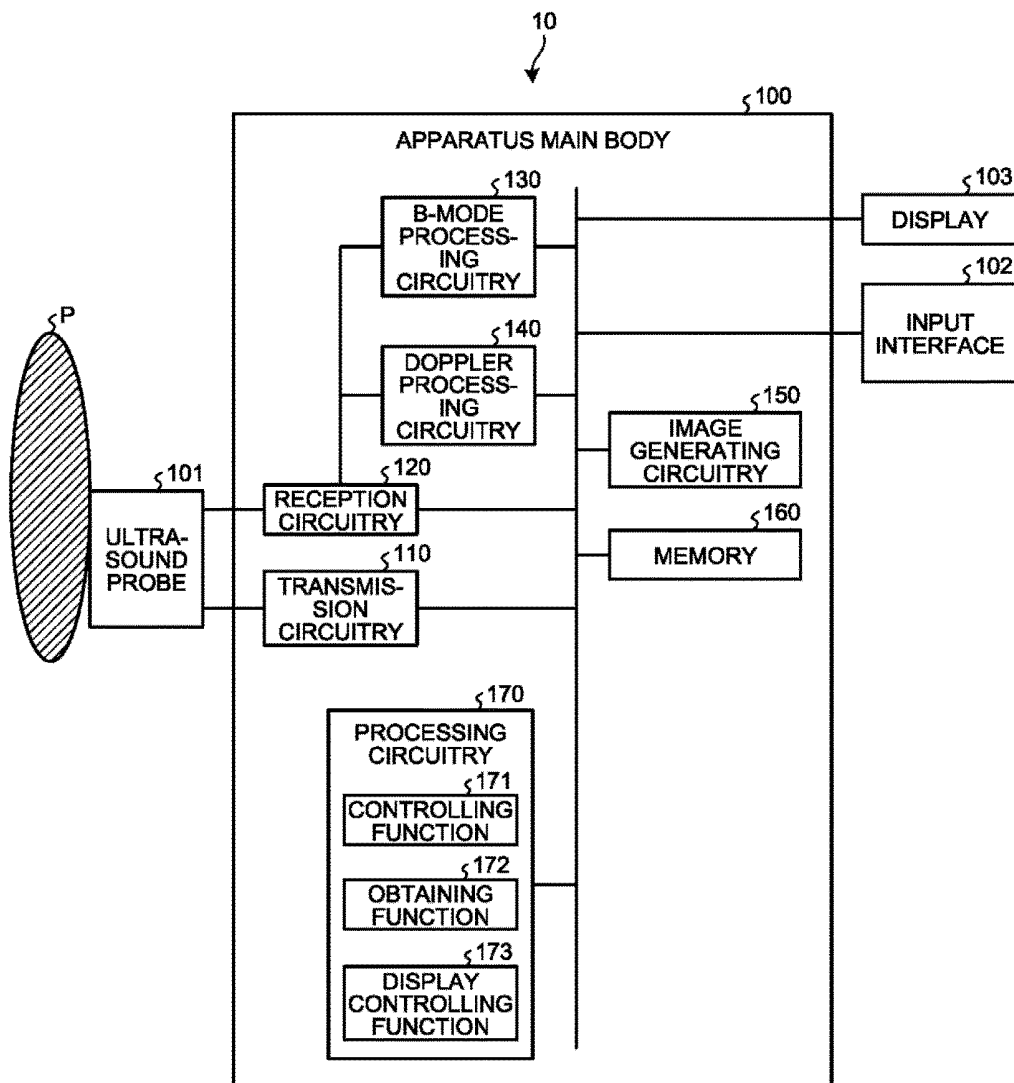 10
100
APPARATUS MAIN BODY
130
B-MODE
PROCESS-
ING
CIRCUITRY
103
DISPLAY
102
INPUT
INTERFACE
P
140
DOPPLER
PROCESS-
ING
CIRCUITRY
150
IMAGE
GENERATING
CIRCUITRY
101
ULTRA-
SOUND
PROBE
120
RECEPTION
CIRCUITRY
160
MEMORY
110
TRANSMIS-
SION
CIRCUITRY
170
PROCESSING
CIRCUITRY
171
CONTROLLING
FUNCTION
172
OBTAINING
FUNCTION
173
DISPLAY
CONTROLLING
FUNCTION